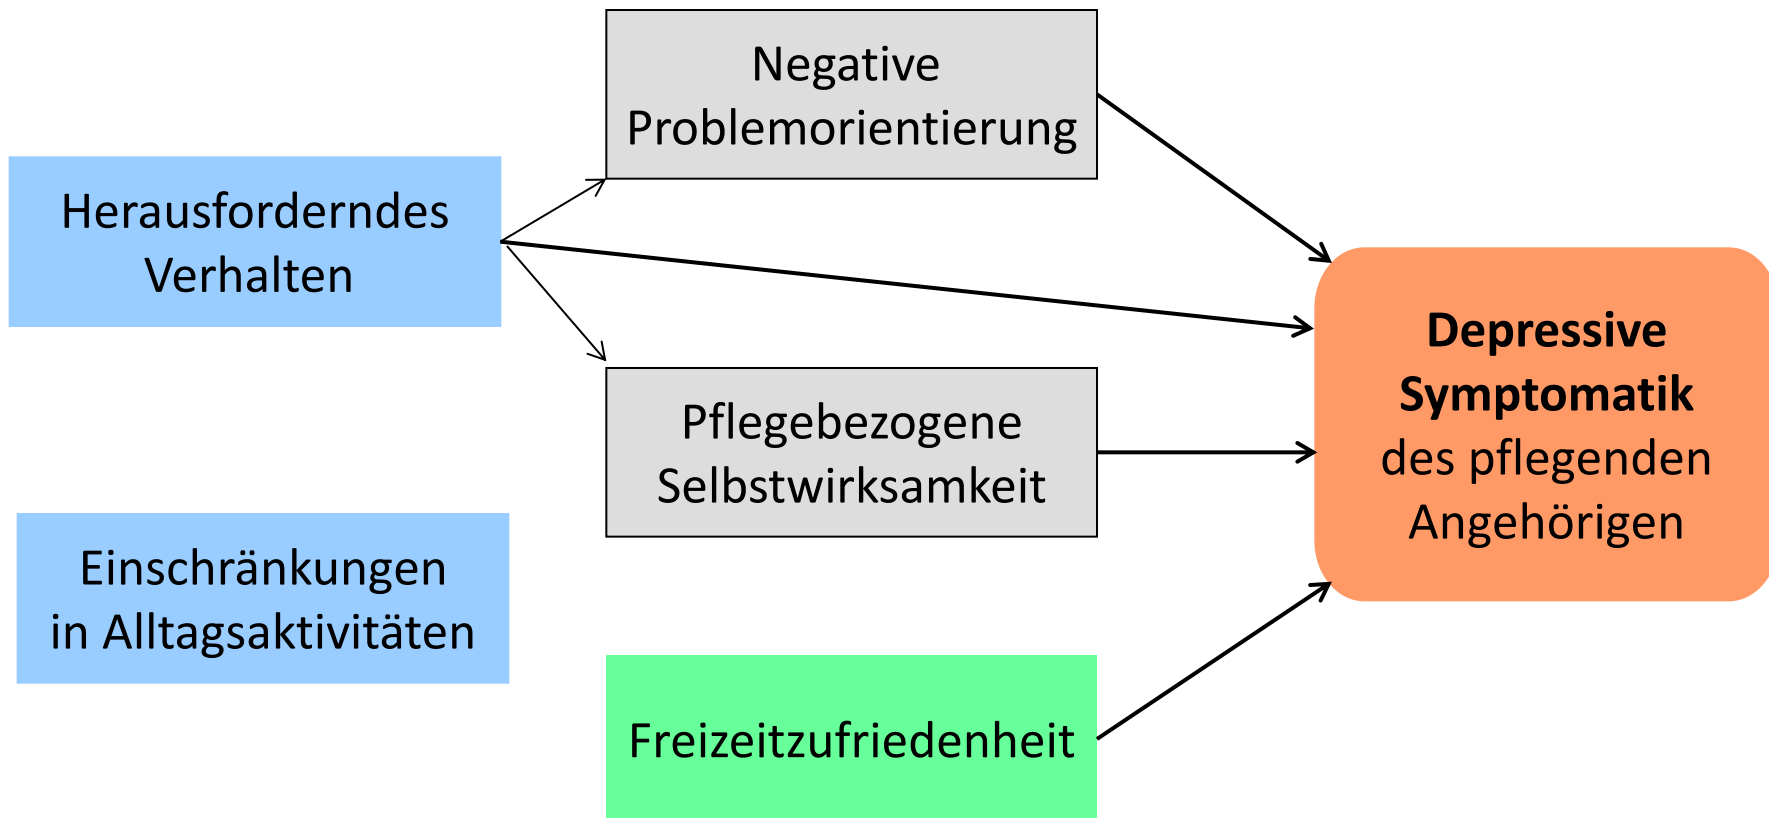 Negative
Problemorientierung
Herausforderndes
Verhalten
Depressive
Symptomatik
des pflegenden
Angehörigen
Pflegebezogene
Selbstwirksamkeit
Einschränkungen
in Alltagsaktivitäten
Freizeitzufriedenheit